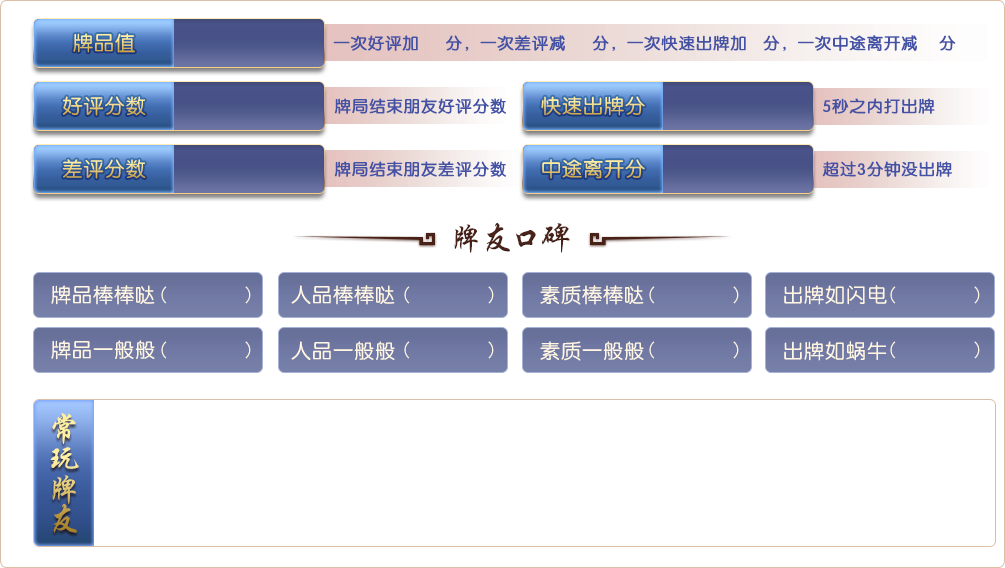 牌品值 一次好评加 分，一次差评减 分，一次快速出牌加 分，一次中途离开减 分
好评分数 牌局结束朋友好评分数 快速出牌分 5秒之内打出牌
差评分数 牌局结束朋友差评分数 中途离开分 超过3分钟没出牌
牌友口碑
牌品棒棒哒（ ） 人品棒棒哒（ ） 素质棒棒哒（ ） 出牌如闪电（ ）
牌品一般般（ ） 人品一般般（ ） 素质一般般（ ） 出牌如蜗牛（ ）
常玩牌友